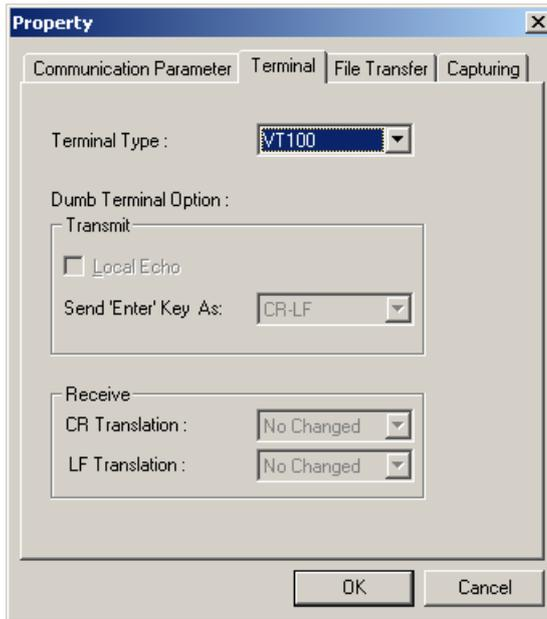 Property
Communication Parameter Terminal File Transfer Capturing
Terminal Type : VT100
Dumb Terminal Option :
Transmit
Local Echo
Send 'Enter' Key As: CR-LF
Receive
CR Translation : No Changed
LF Translation : No Changed
OK Cancel